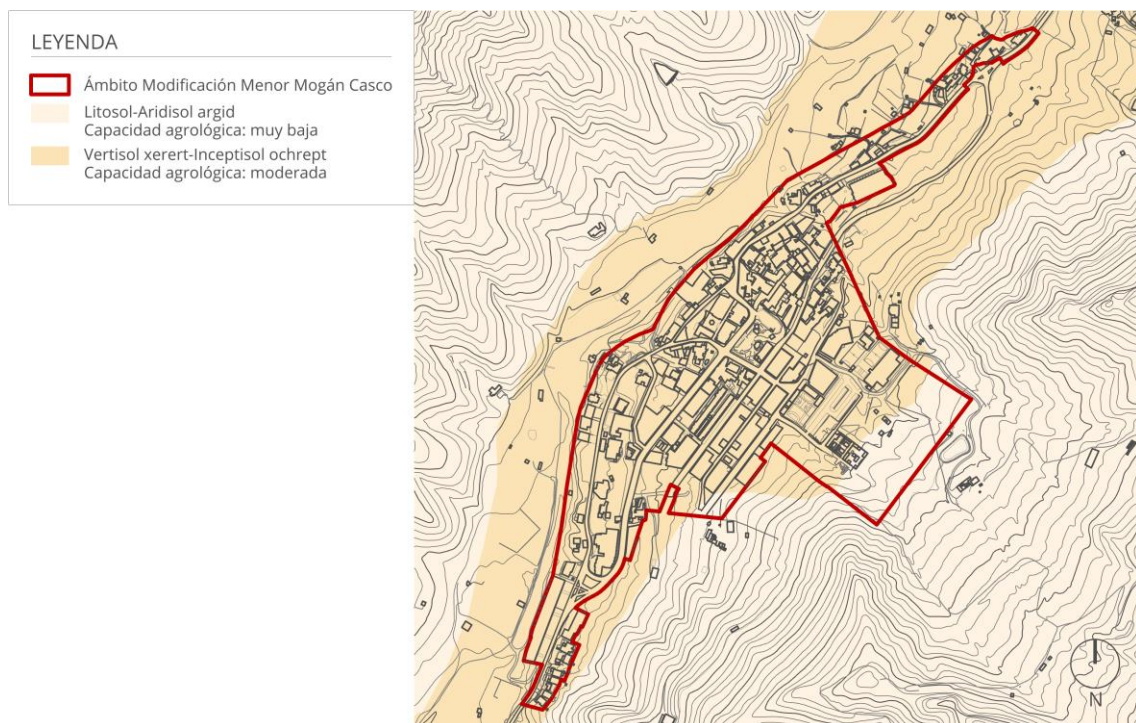 LEYENDA
Ámbito Modificación Menor Mogán Casco
Litosol-Aridisol argid
Capacidad agrológica: muy baja
Vertisol xerert-Inceptisol ochrept
Capacidad agrológica: moderada
N